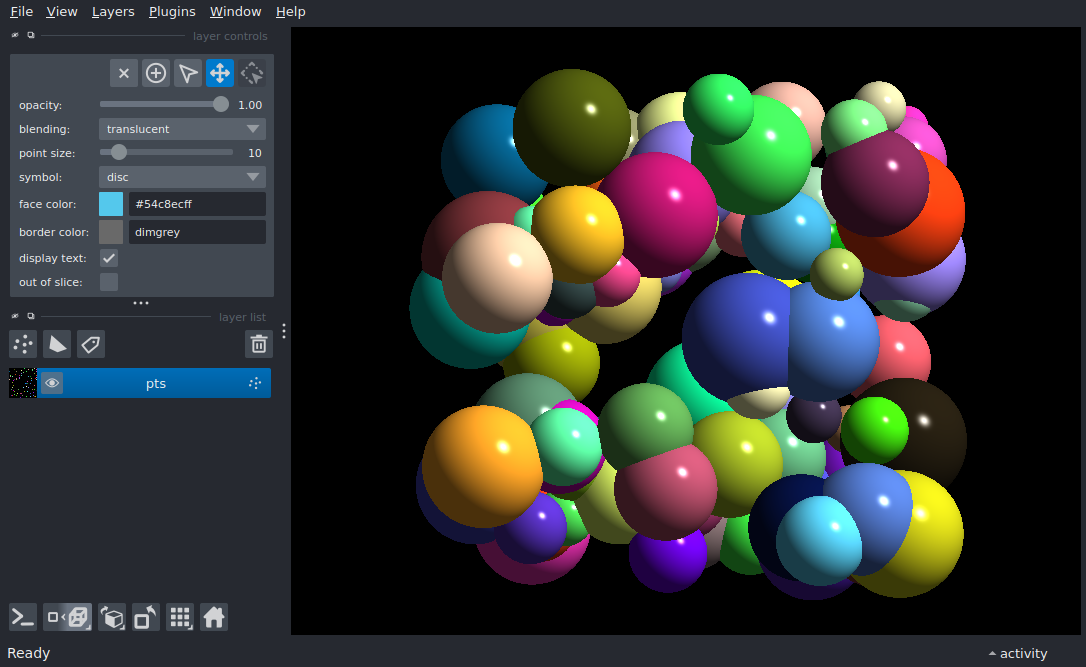 File View Layers Plugins Window Help
layer controls
opacity: 1.00
blending: translucent
point size: 10
symbol: disc
face color: #54c8ecff
border color: dimgrey
display text:
out of slice:
layer list
pts
Ready
activity